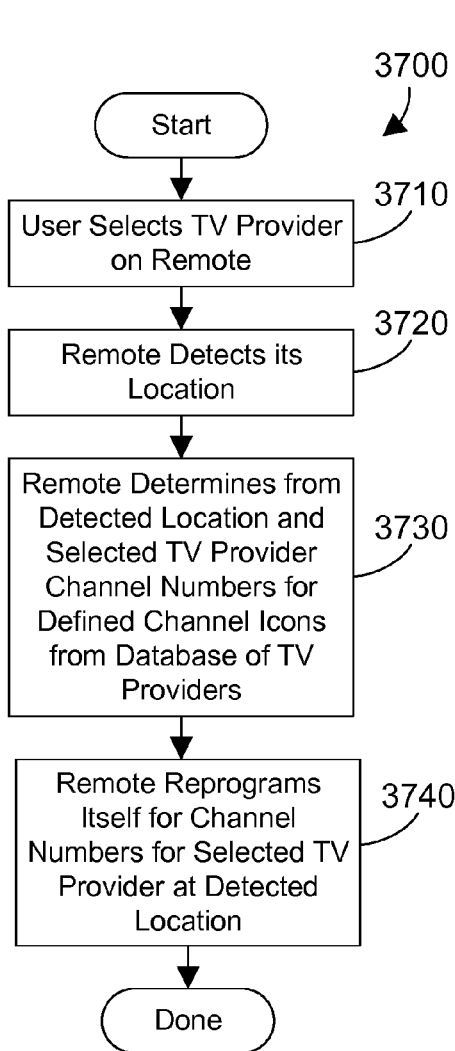 3700
Start
3710
User Selects TV Provider
on Remote
3720
Remote Detects its
Location
3730
Remote Determines from
Detected Location and
Selected TV Provider
Channel Numbers for
Defined Channel Icons
from Database of TV
Providers
3740
Remote Reprograms
Itself for Channel
Numbers for Selected TV
Provider at Detected
Location
Done